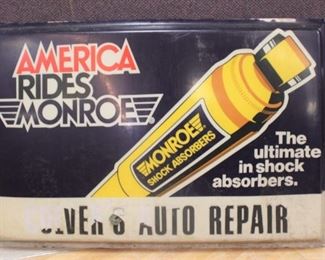 AMERICA
RIDES
MONROE.
MONROE
SHOCK ABSORBERS
The
ultimate
in shock
absorbers.
AUTO REPAIR